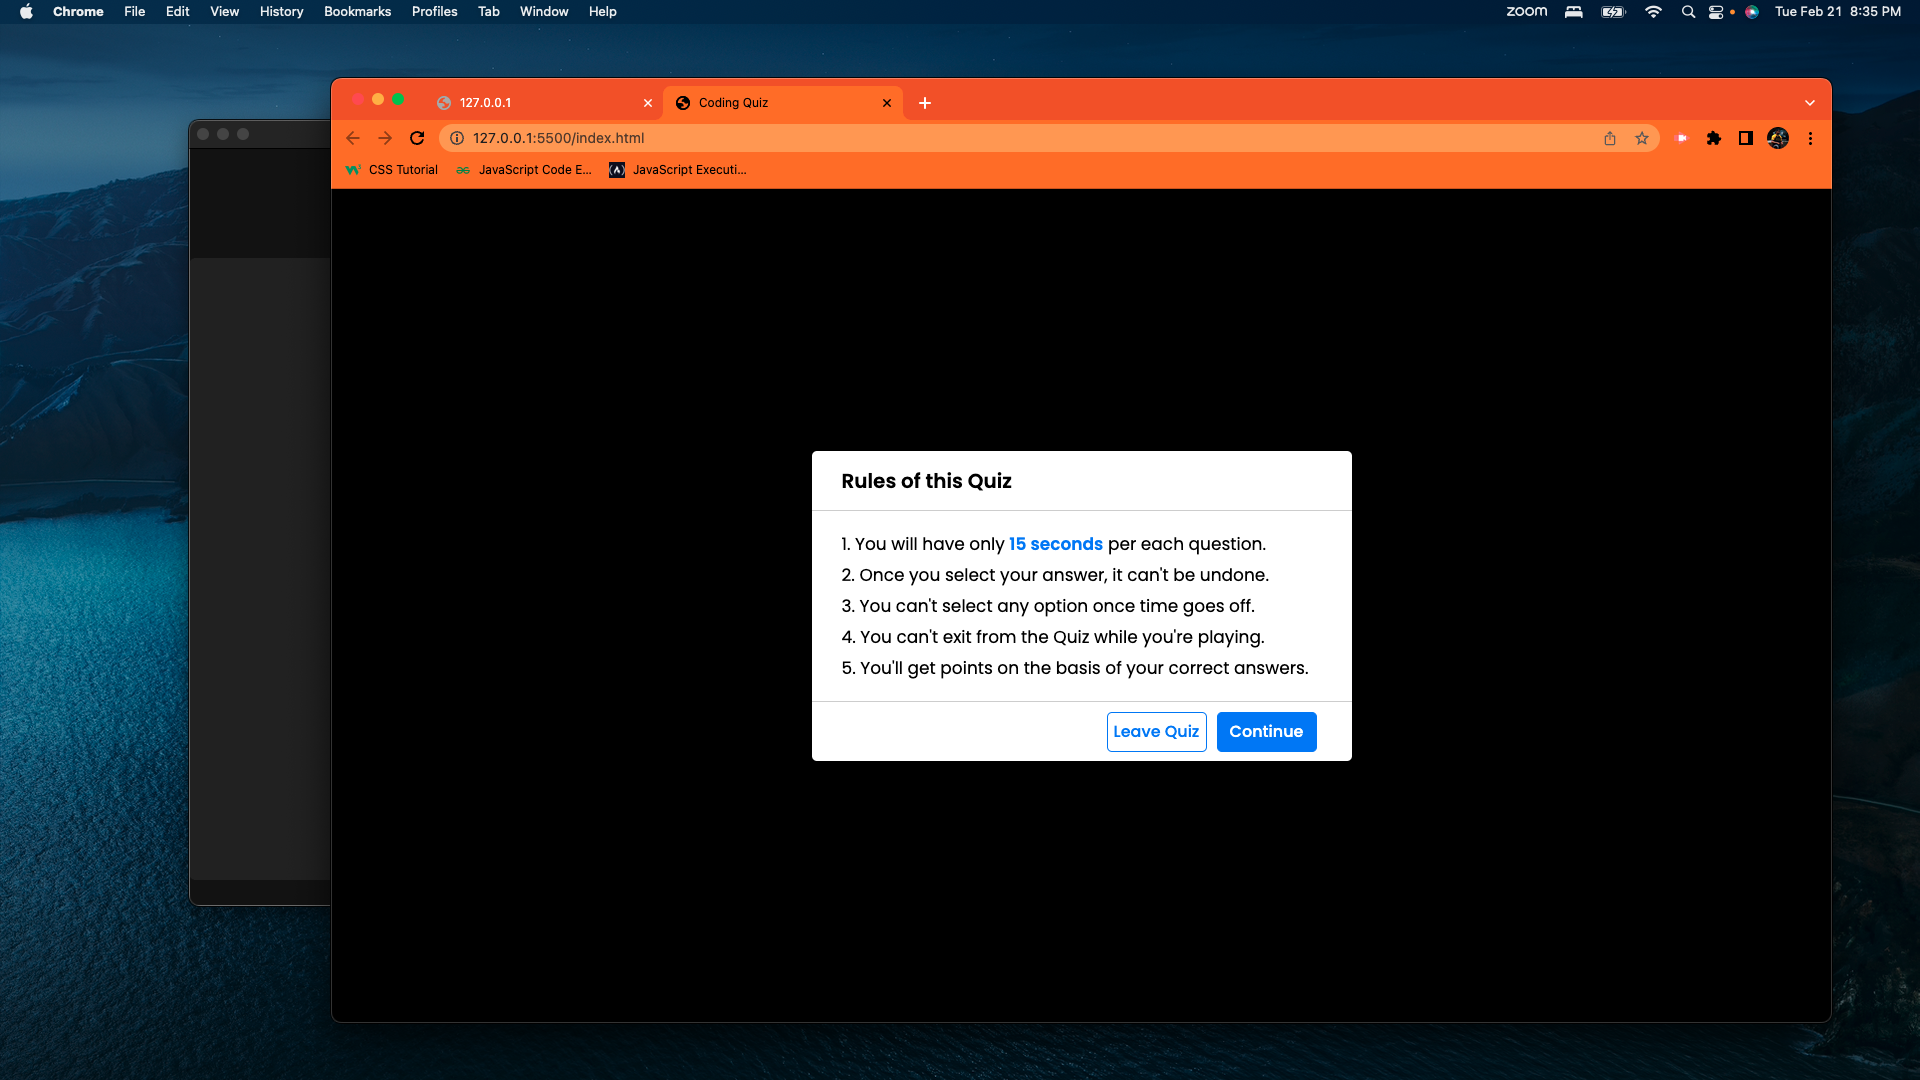 Chrome File Edit View History Bookmarks Profiles Tab Window Help zoom Tue Feb 21 8:35 PM
127.0.0.1 Coding Quiz
127.0.0.1:5500/index.html
CSS Tutorial JavaScript Code E... JavaScript Executi...
Rules of this Quiz
1. You will have only 15 seconds per each question.
2. Once you select your answer, it can't be undone.
3. You can't select any option once time goes off.
4. You can't exit from the Quiz while you're playing.
5. You'll get points on the basis of your correct answers.
Leave Quiz Continue